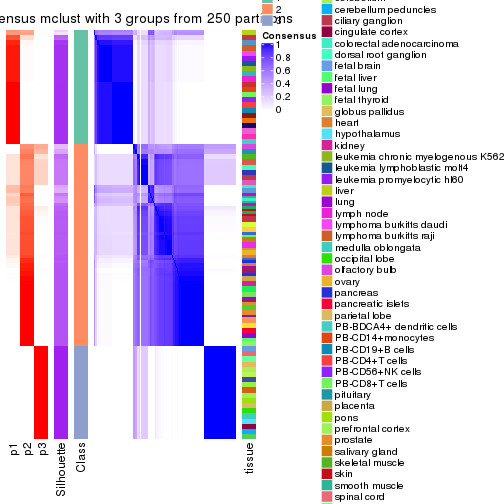 ensus mclust with 3 groups from 250 part
ns
2
Consensus
1
0.8
0.6
0.4
0.2
0
p1
p2
p3
Silhouette
Class
tissue
cerebellum peduncles
ciliary ganglion
cingulate cortex
colorectal adenocarcinoma
dorsal root ganglion
fetal brain
fetal liver
fetal lung
fetal thyroid
globus pallidus
heart
hypothalamus
kidney
leukemia chronic myelogenous K562
leukemia lymphoblastic molt4
leukemia promyelocytic hl60
liver
lung
lymph node
lymphoma burkitts daudi
lymphoma burkitts raji
medulla oblongata
occipital lobe
olfactory bulb
ovary
pancreas
pancreatic islets
parietal lobe
PB-BDCA4+ dendritic cells
PB-CD14+monocytes
PB-CD19+B cells
PB-CD4+T cells
PB-CD56+NK cells
PB-CD8+T cells
pituitary
placenta
pons
prefrontal cortex
prostate
salivary gland
skeletal muscle
skin
smooth muscle
spinal cord